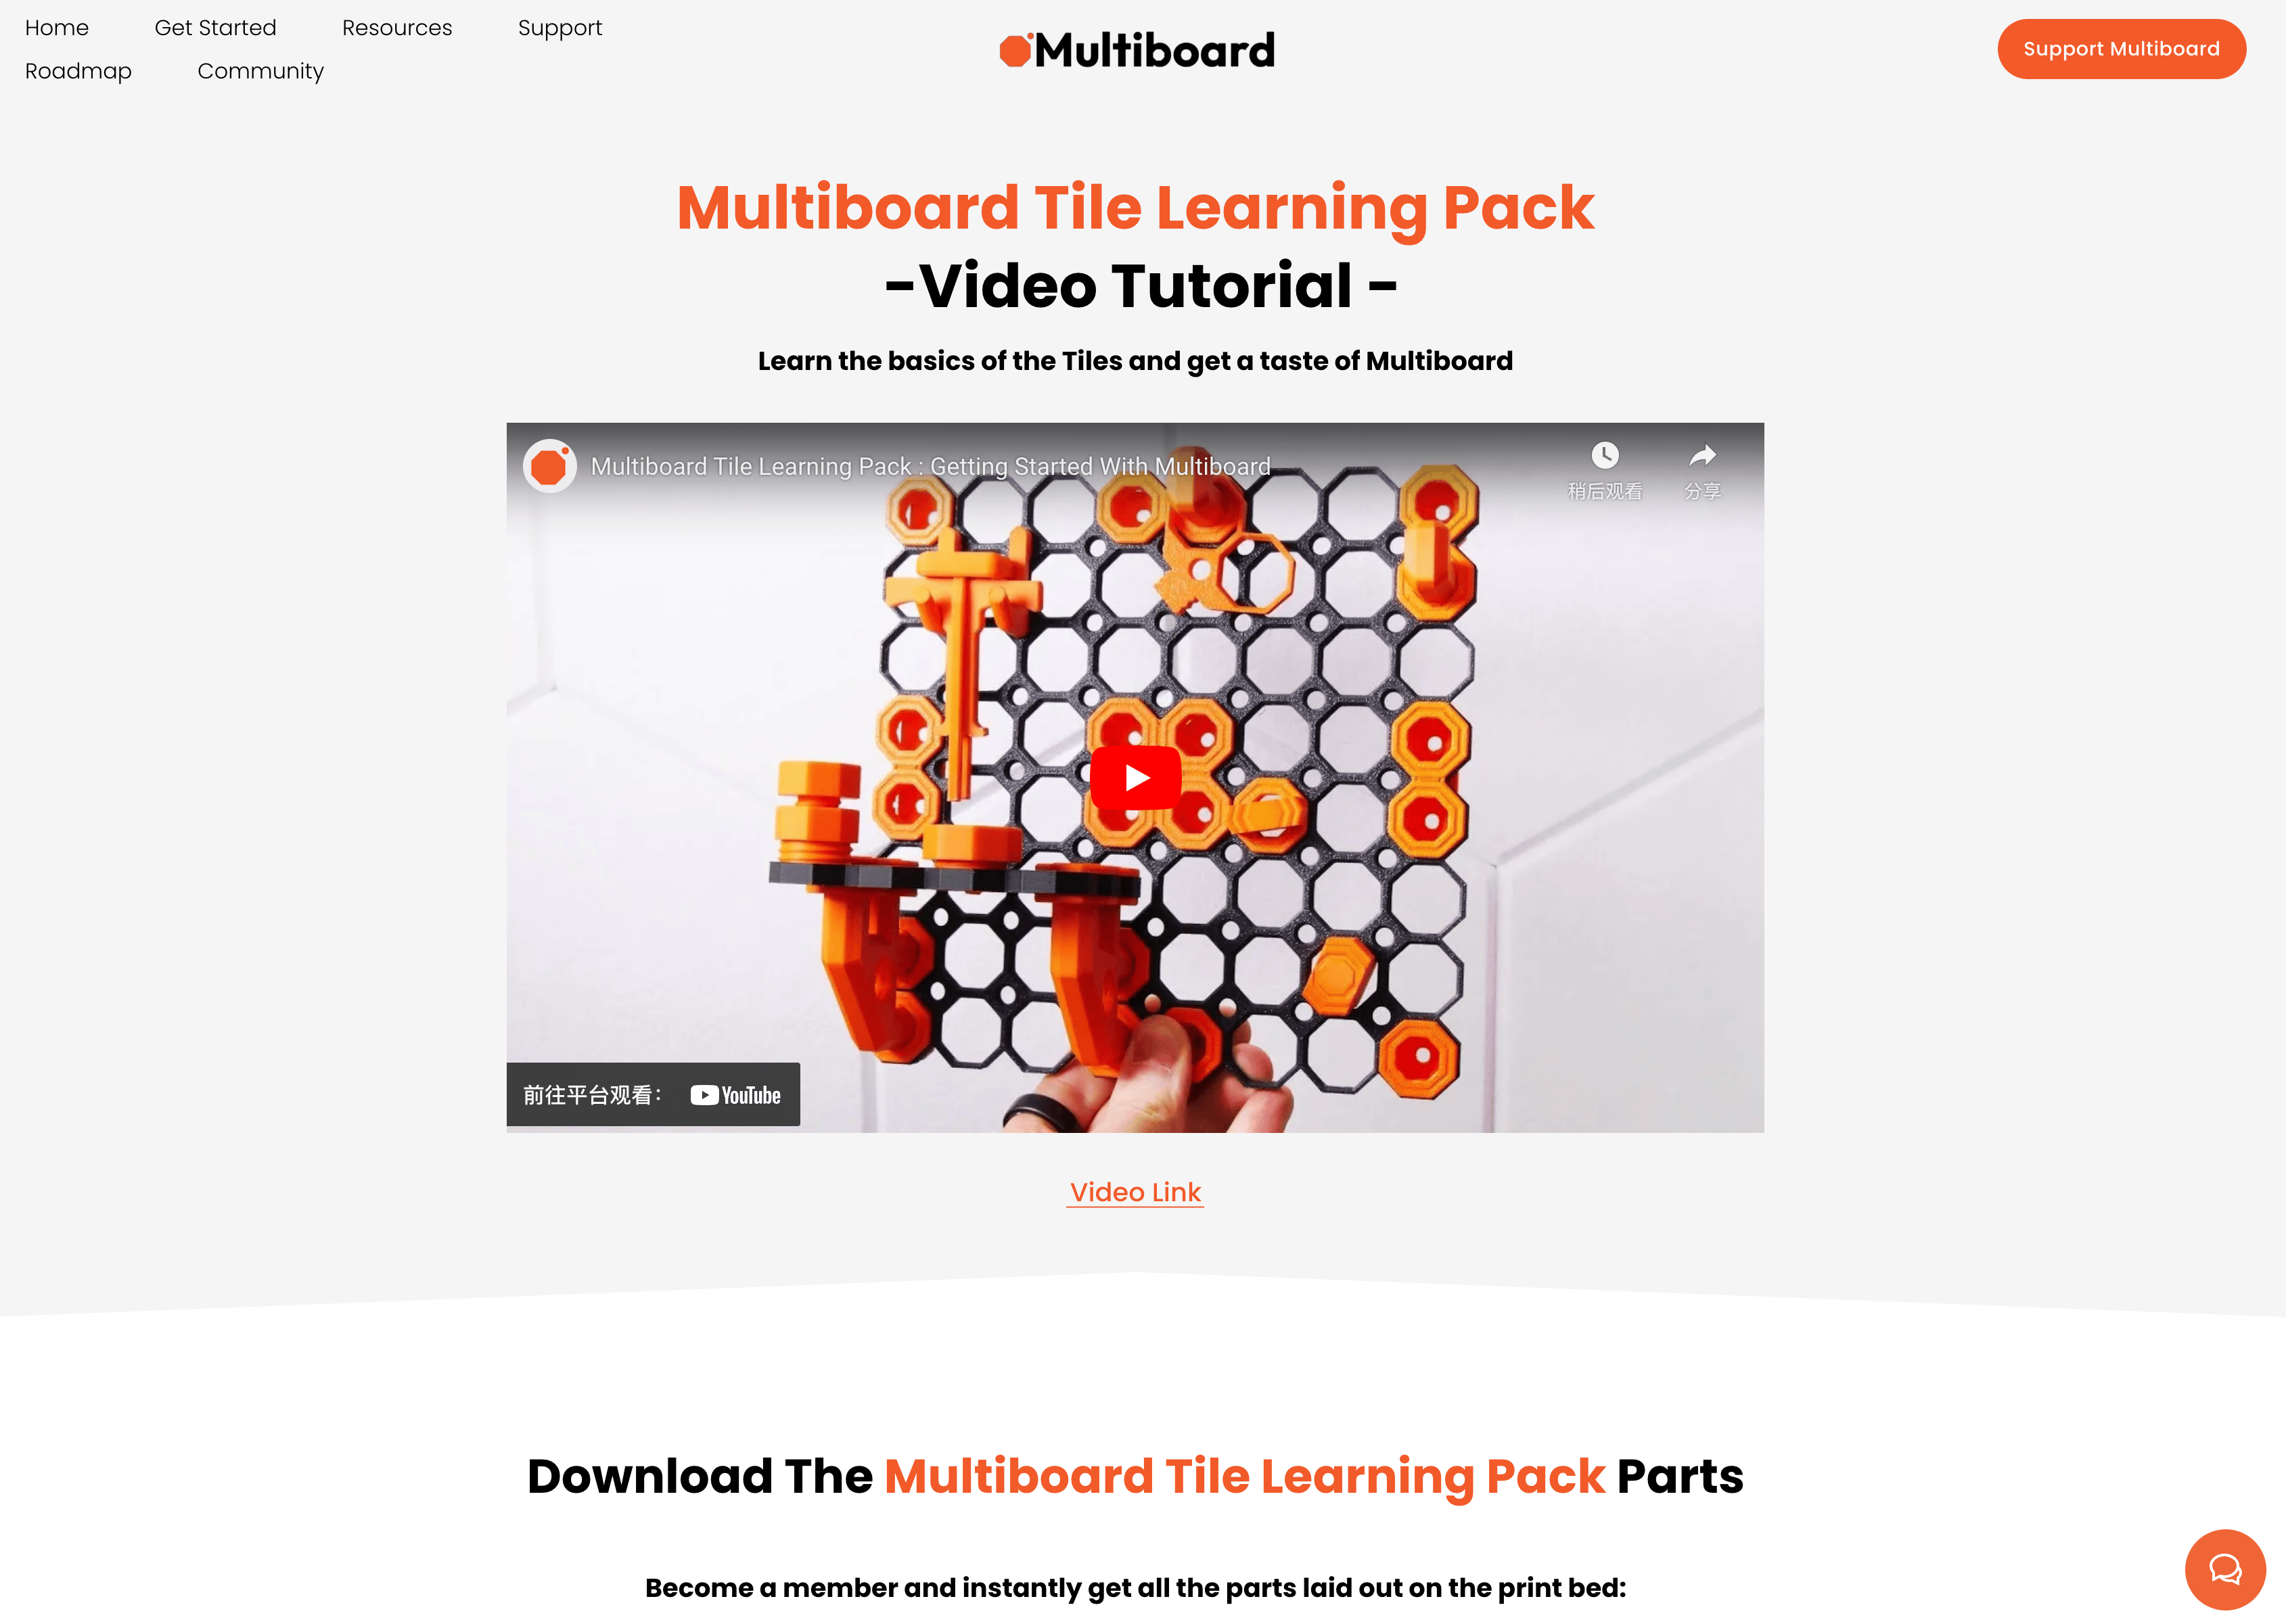 Home Get Started Resources Support
Roadmap Community
Multiboard
Support Multiboard
Multiboard Tile Learning Pack
-Video Tutorial -
Learn the basics of the Tiles and get a taste of Multiboard
Multiboard Tile Learning Pack : Getting Started With Multiboard
稍后观看 分享
前往平台观看： YouTube
Video Link
Download The Multiboard Tile Learning Pack Parts
Become a member and instantly get all the parts laid out on the print bed: